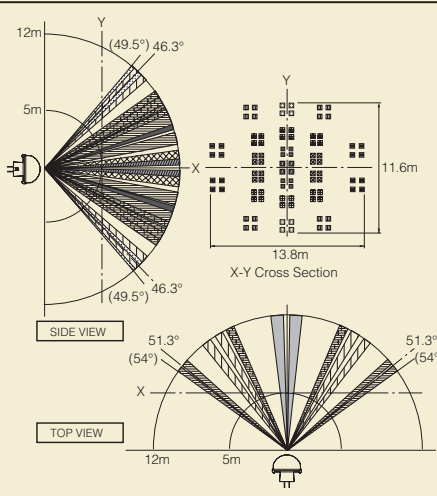 Y
12m
(49.5°) 46.3°
5m
X
46.3°
(49.5°)
SIDE VIEW
Y
X
11.6m
13.8m
X-Y Cross Section
51.3°
(54°)
51.3°
(54°
X
TOP VIEW
12m
5m